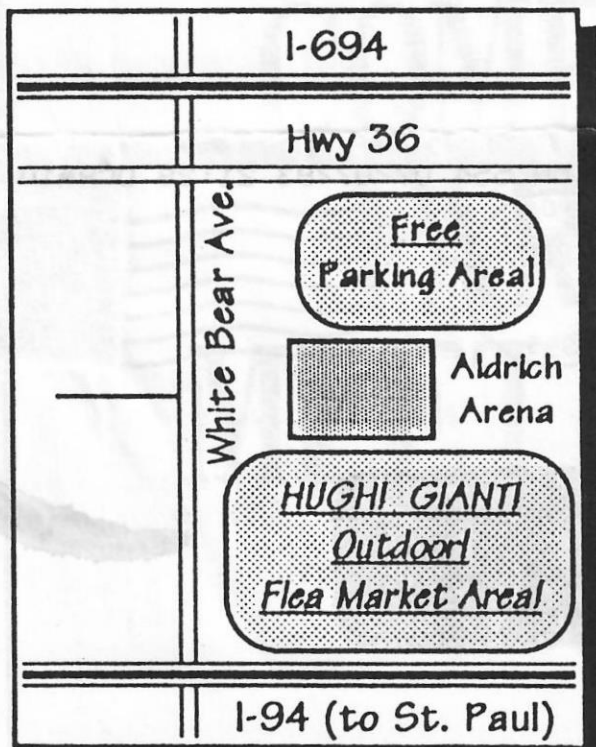 I-694
Hwy 36
White Bear Ave.
Free
Parking Area!
Aldrich
Arena
HUGH! GIANT!
Outdoor!
Flea Market Area!
I-94 (to St. Paul)